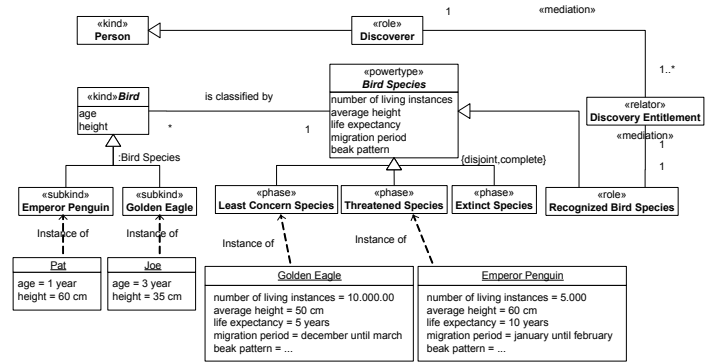 «kind»
Person
«role»
Discoverer
1
«mediation»
1..*
«kind»Bird
age
height
is classified by
*
1
«powertype»
Bird Species
number of living instances
average height
life expectancy
migration period
beak pattern
«relator»
Discovery Entitlement
«mediation»
1
1
:Bird Species
{disjoint,complete}
«subkind»
Emperor Penguin
«subkind»
Golden Eagle
«phase»
Least Concern Species
«phase»
Threatened Species
«phase»
Extinct Species
«role»
Recognized Bird Species
Instance of
Instance of
Instance of
Instance of
Pat
age = 1 year
height = 60 cm
Joe
age = 3 year
height = 35 cm
Golden Eagle
number of living instances = 10.000.00
average height = 50 cm
life expectancy = 5 years
migration period = december until march
beak pattern = ...
Emperor Penguin
number of living instances = 5.000
average height = 60 cm
life expectancy = 10 years
migration period = january until february
beak pattern = ...